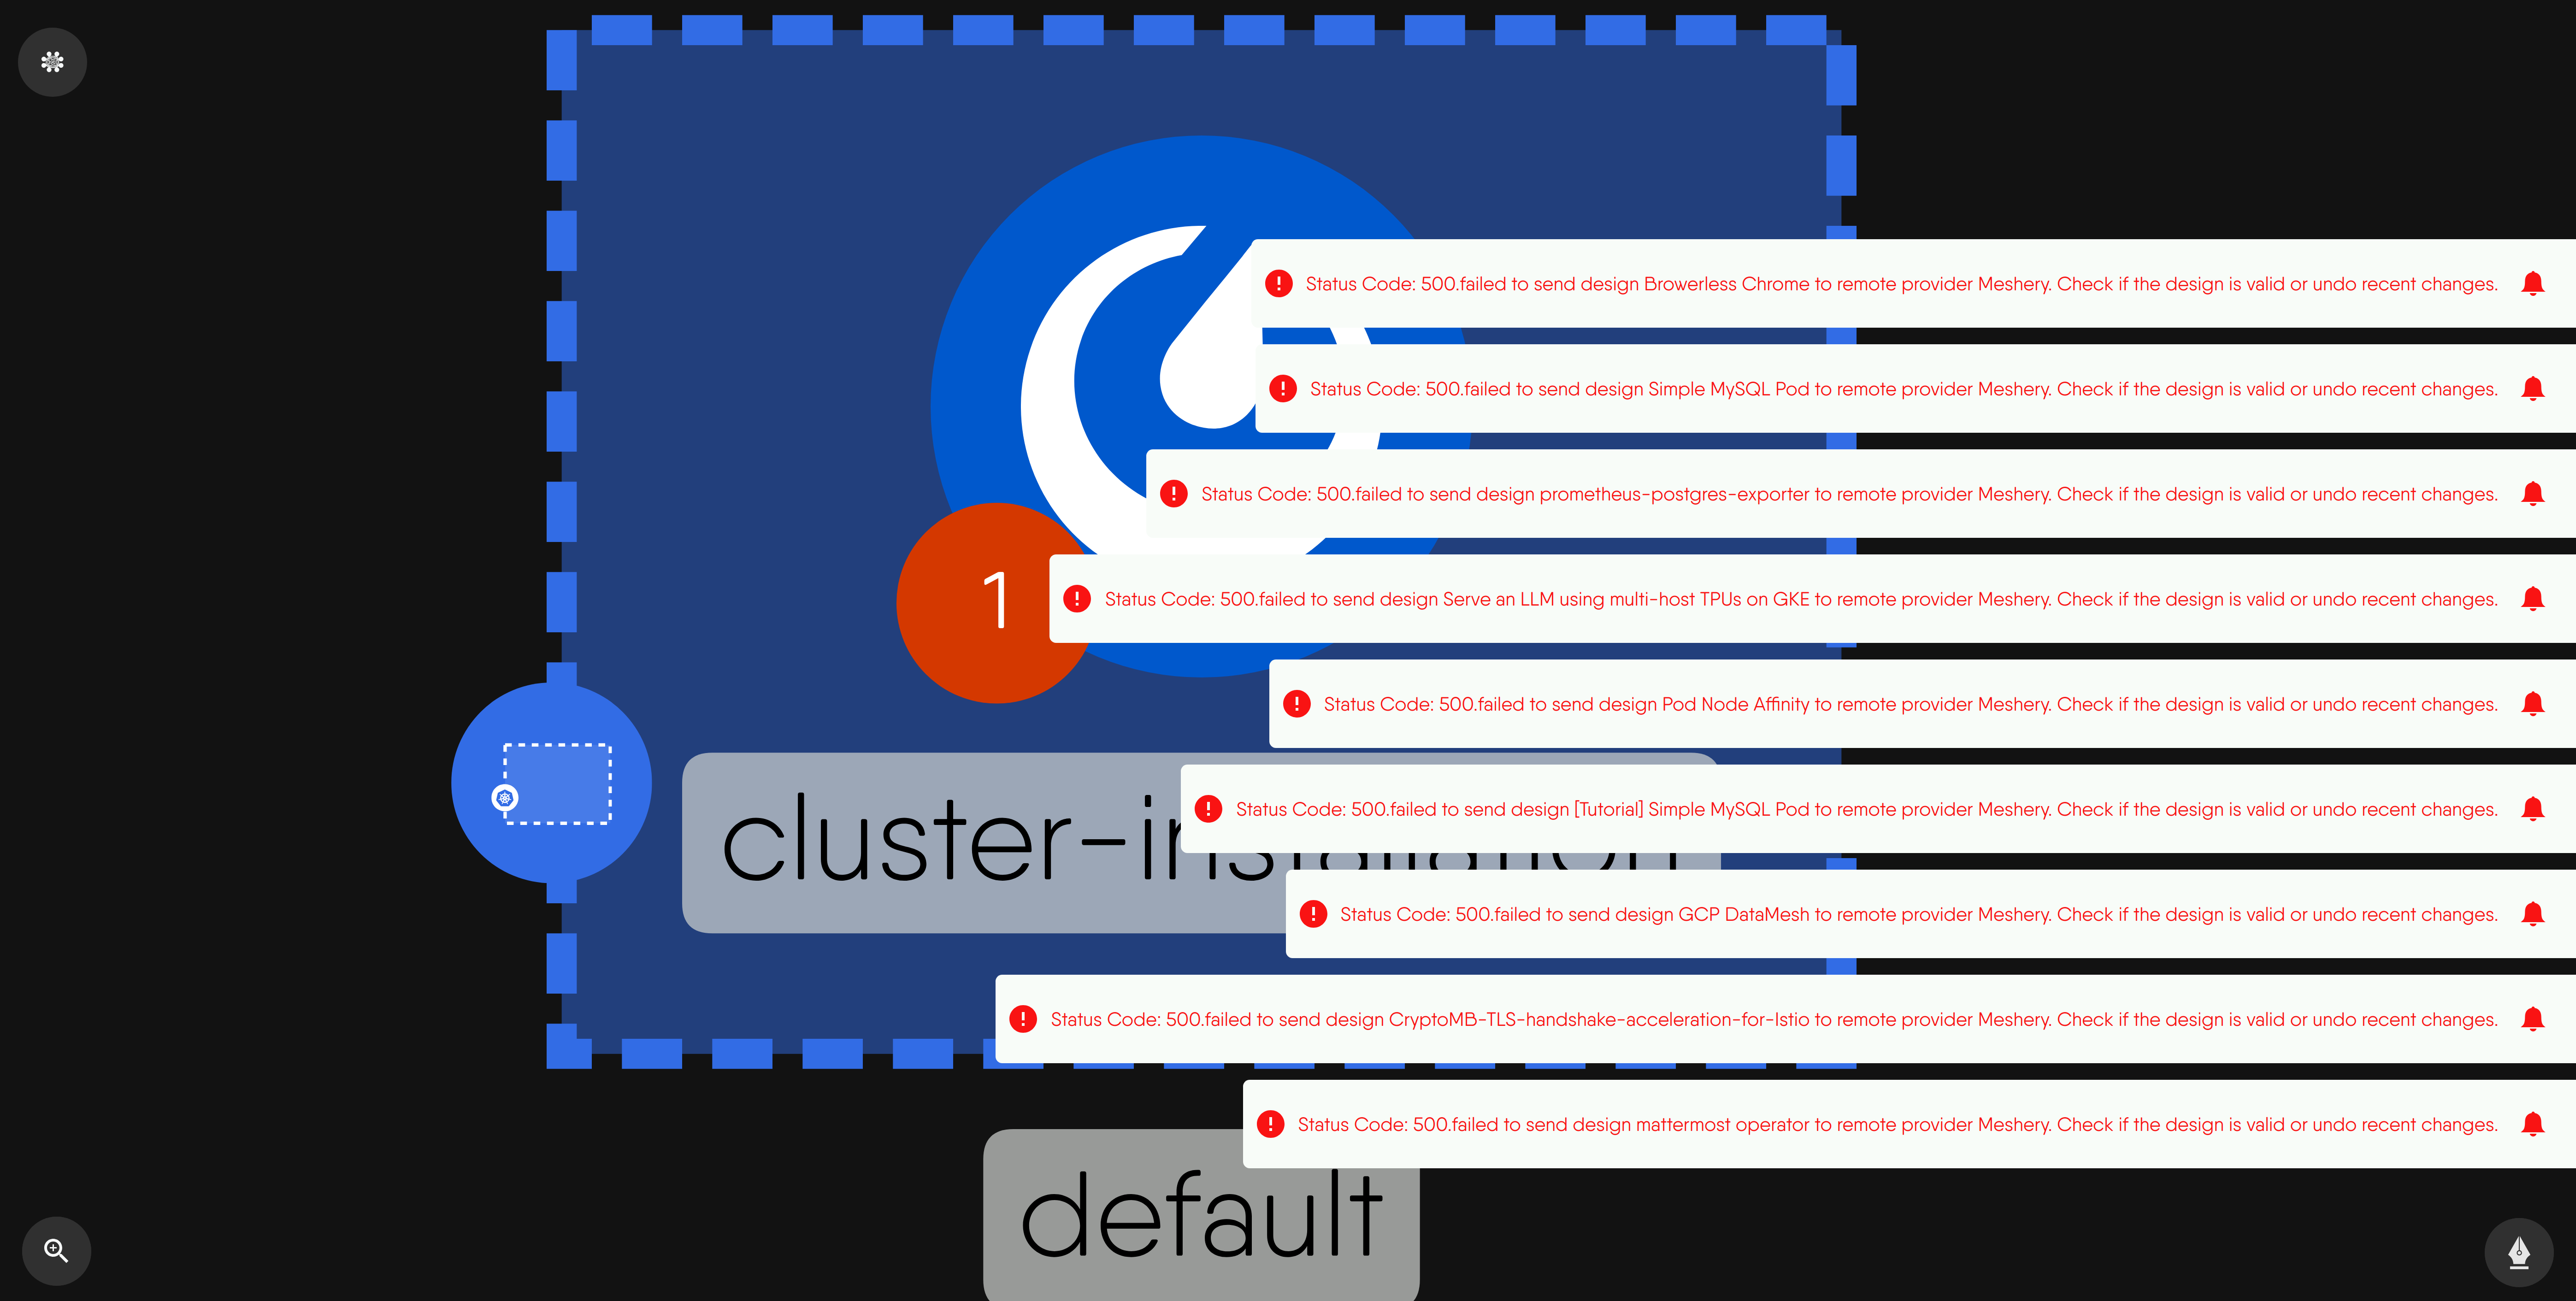 Status Code: 500.failed to send design Browerless Chrome to remote provider Meshery. Check if the design is valid or undo recent changes.
Status Code: 500.failed to send design Simple MySQL Pod to remote provider Meshery. Check if the design is valid or undo recent changes.
Status Code: 500.failed to send design prometheus-postgres-exporter to remote provider Meshery. Check if the design is valid or undo recent changes.
1
Status Code: 500.failed to send design Serve an LLM using multi-host TPUs on GKE to remote provider Meshery. Check if the design is valid or undo recent changes.
Status Code: 500.failed to send design Pod Node Affinity to remote provider Meshery. Check if the design is valid or undo recent changes.
Status Code: 500.failed to send design [Tutorial] Simple MySQL Pod to remote provider Meshery. Check if the design is valid or undo recent changes.
cluster-installation
Status Code: 500.failed to send design GCP DataMesh to remote provider Meshery. Check if the design is valid or undo recent changes.
Status Code: 500.failed to send design CryptoMB-TLS-handshake-acceleration-for-Istio to remote provider Meshery. Check if the design is valid or undo recent changes.
Status Code: 500.failed to send design mattermost operator to remote provider Meshery. Check if the design is valid or undo recent changes.
default